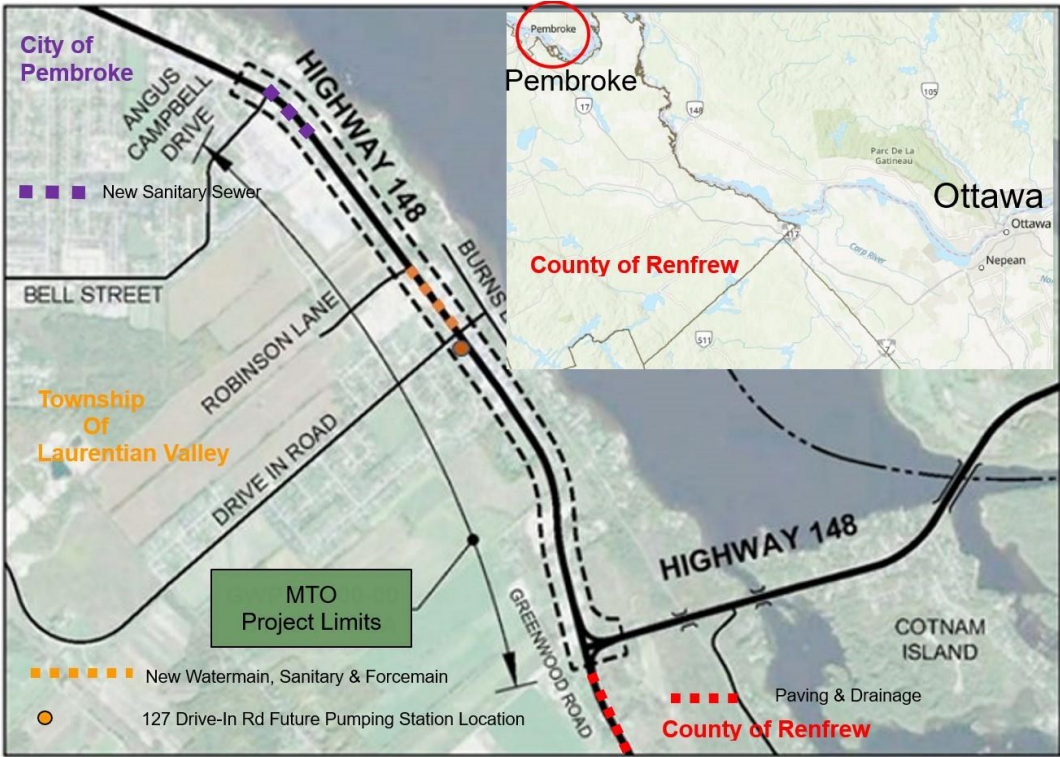 City of
Pembroke
ANGUS
CAMPBELL
DRIVE
HIGHWAY 148
New Sanitary Sewer
BELL STREET
ROBINSON LANE
BURNS
Township
Of
Laurentian Valley
DRIVE IN ROAD
MTO
Project Limits
GREENWOOD ROAD
HIGHWAY 148
COTNAM
ISLAND
New Watermain, Sanitary & Forcemain
127 Drive-In Rd Future Pumping Station Location
Paving & Drainage
County of Renfrew
Pembroke
Pembroke
17
148
105
Parc De La
Gatineau
Ottawa
Ottawa
417
Carp River
Nepean
County of Renfrew
511
7